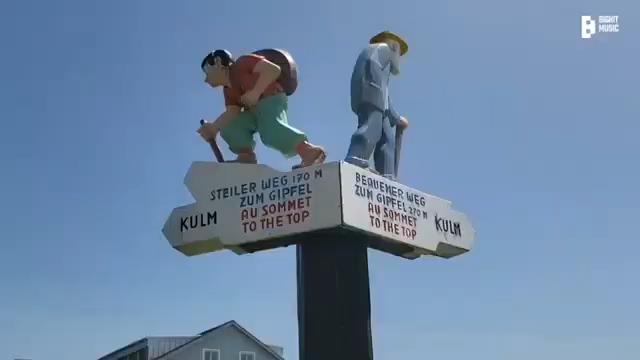 BIGHIT
MUSIC
STEILER WEG 170 M
ZUM GIPFEL
AU SOMMET
TO THE TOP
KULM
BEQUEMER WEG
ZUM GIPFEL 270 M
AU SOMMET
TO THE TOP
KULM